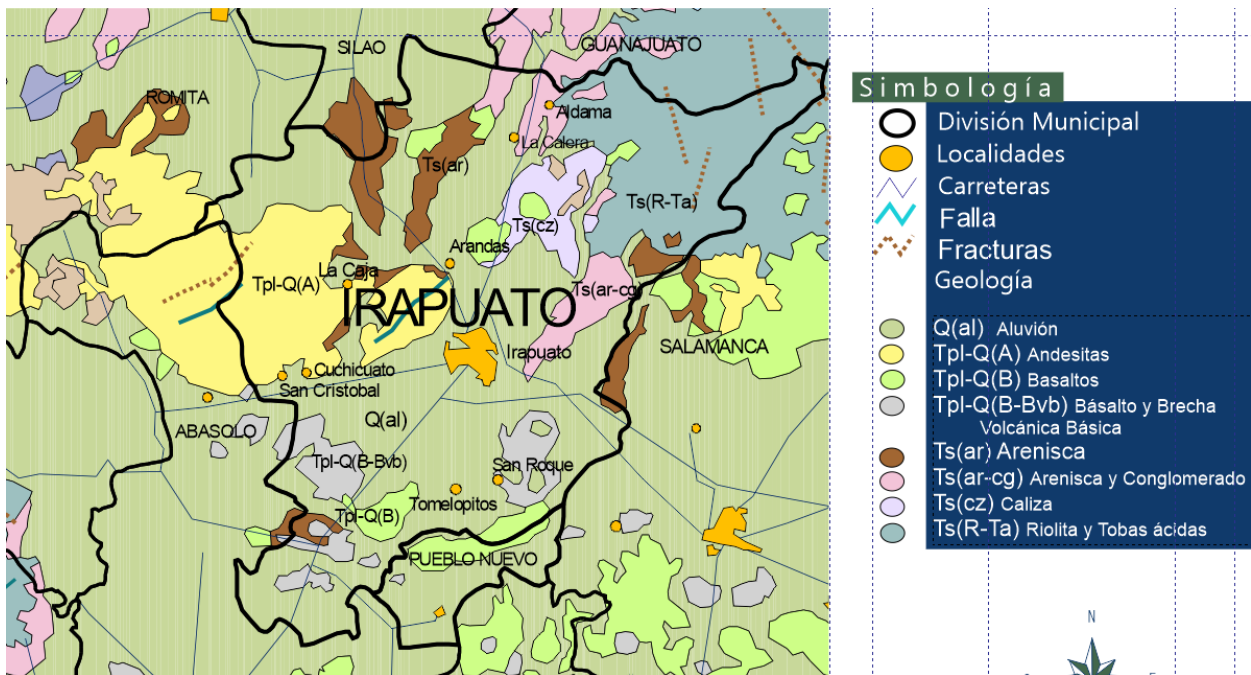 SILAO
GUANAJUATO
ROMITA
Aldama
La Calera
Ts(ar)
Ts(R-Ta)
Ts(cz)
Arandas
La Caja
Tpl-Q(A)
Ts(ar-cg)
IRAPUATO
Irapuato
SALAMANCA
Cuchicuato
San Cristobal
Q(al)
ABASOLO
Tpl-Q(B-Bvb)
San Roque
Tomelopitos
Tpl-Q(B)
PUEBLO NUEVO
Simbología
División Municipal
Localidades
Carreteras
Falla
Fracturas
Geología
Q(al) Aluvión
Tpl-Q(A) Andesitas
Tpl-Q(B) Basaltos
Tpl-Q(B-Bvb) Básalto y Brecha
Volcánica Básica
Ts(ar) Arenisca
Ts(ar-cg) Arenisca y Conglomerado
Ts(cz) Caliza
Ts(R-Ta) Riolita y Tobas ácidas
N